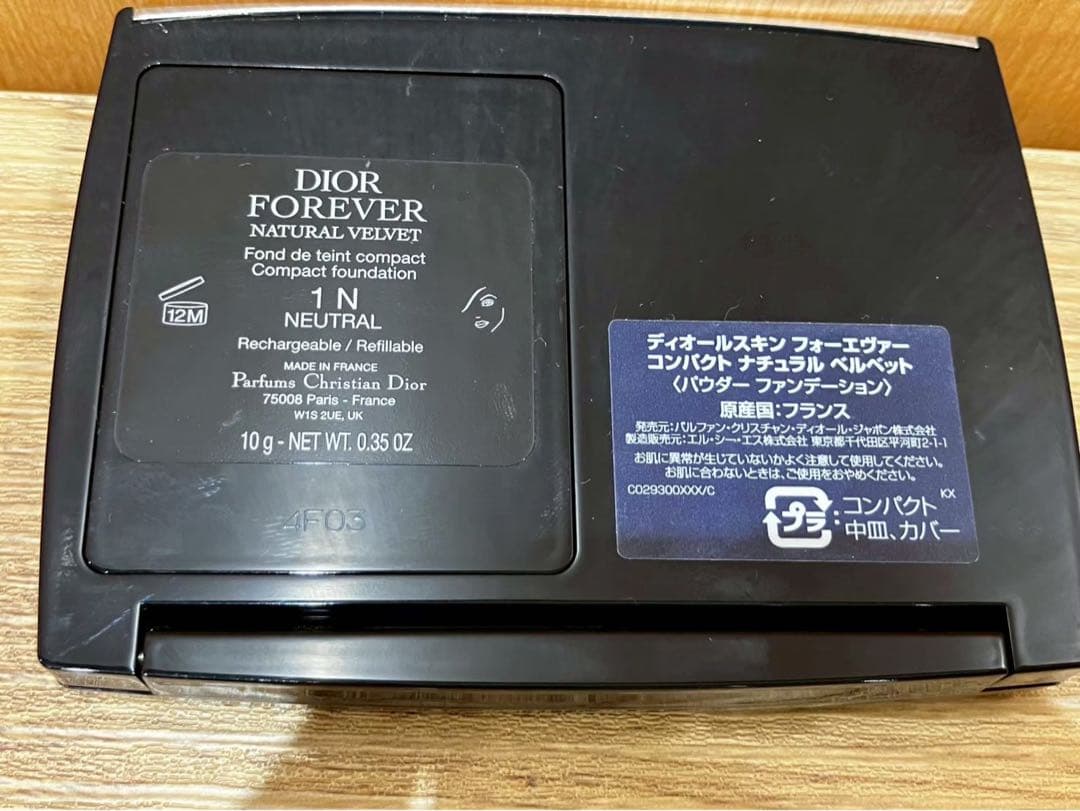 DIOR
FOREVER
NATURAL VELVET
Fond de teint compact
Compact foundation
1 N
NEUTRAL
12M
Rechargeable / Refillable
MADE IN FRANCE
Parfums Christian Dior
75008 Paris - France
W1S 2UE, UK
10 g - NET WT. 0.35 OZ
4F03
ディオールスキン フォーエヴァー
コンパクト ナチュラル ベルベット
〈パウダー ファンデーション〉
原産国:フランス
発売元:パルファン・クリスチャン・ディオール・ジャポン株式会社
製造販売元:エル・シー・エス株式会社 東京都千代田区平河町2-1-1
お肌に異常が生じていないかよく注意して使用してください。
お肌に合わないときは、ご使用をおやめください。
C029300XXX/C
KX
プラ:コンパクト
中皿、カバー